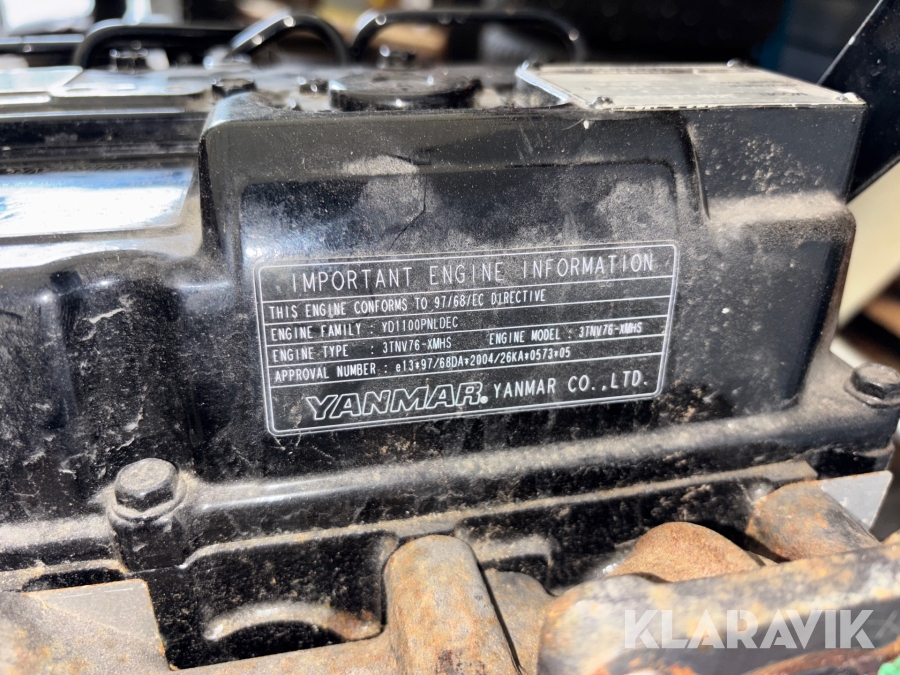 IMPORTANT ENGINE INFORMATION
THIS ENGINE CONFORMS TO 97/68/EC DIRECTIVE
ENGINE FAMILY : YD1100PNLDEC
ENGINE TYPE : 3TNV76-XMHS ENGINE MODEL : 3TNV76-XMHS
APPROVAL NUMBER : e13*97/68DA*2004/26KA*0573*05
YANMAR® YANMAR CO.,LTD.
KLARAVIK